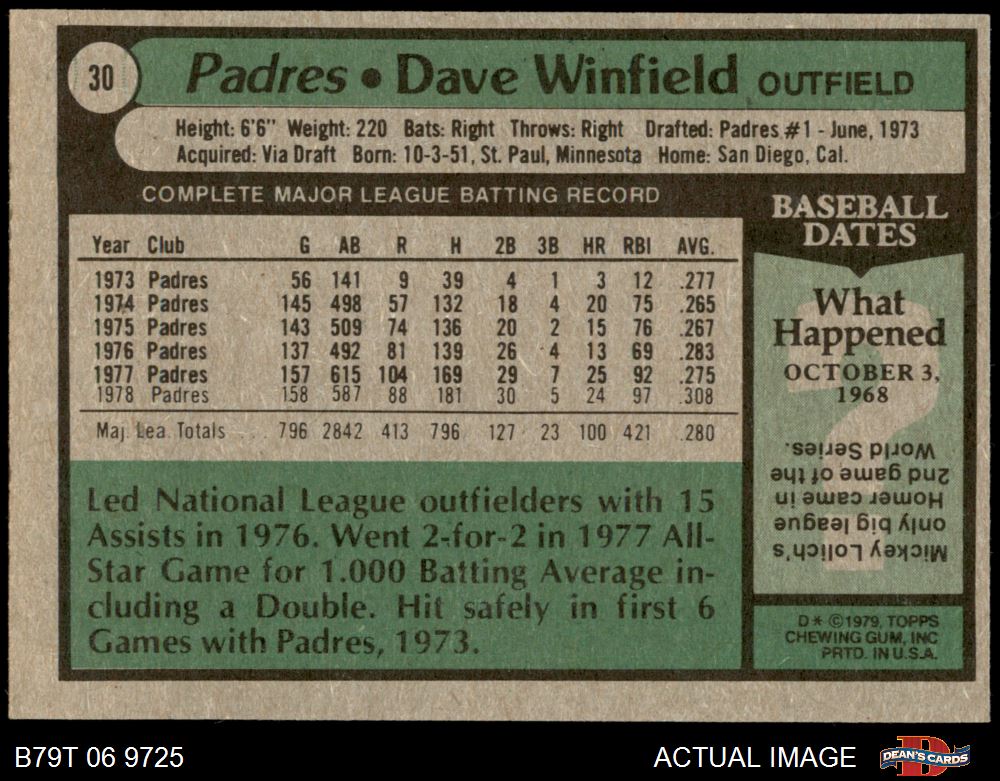 30
Padres • Dave Winfield OUTFIELD
Height: 6'6" Weight: 220 Bats: Right Throws: Right Drafted: Padres #1 - June, 1973
Acquired: Via Draft Born: 10-3-51, St. Paul, Minnesota Home: San Diego, Cal.
COMPLETE MAJOR LEAGUE BATTING RECORD
Year Club G AB R H 2B 3B HR RBI AVG.
1973 Padres 56 141 9 39 4 1 3 12 .277
1974 Padres 145 498 57 132 18 4 20 75 .265
1975 Padres 143 509 74 136 20 2 15 76 .267
1976 Padres 137 492 81 139 26 4 13 69 .283
1977 Padres 157 615 104 169 29 7 25 92 .275
1978 Padres 158 587 88 181 30 5 24 97 .308
Maj. Lea. Totals ... 796 2842 413 796 127 23 100 421 .280
Led National League outfielders with 15
Assists in 1976. Went 2-for-2 in 1977 All-
Star Game for 1.000 Batting Average in-
cluding a Double. Hit safely in first 6
Games with Padres, 1973.
BASEBALL
DATES
What
Happened
OCTOBER 3,
1968
Mickey Lolich's
only big league
Homer came in
2nd game of the
World Series.
D* ©1979, TOPPS
CHEWING GUM, INC
PRTD. IN U.S.A.
B79T 06 9725
ACTUAL IMAGE
DEAN'S CARDS